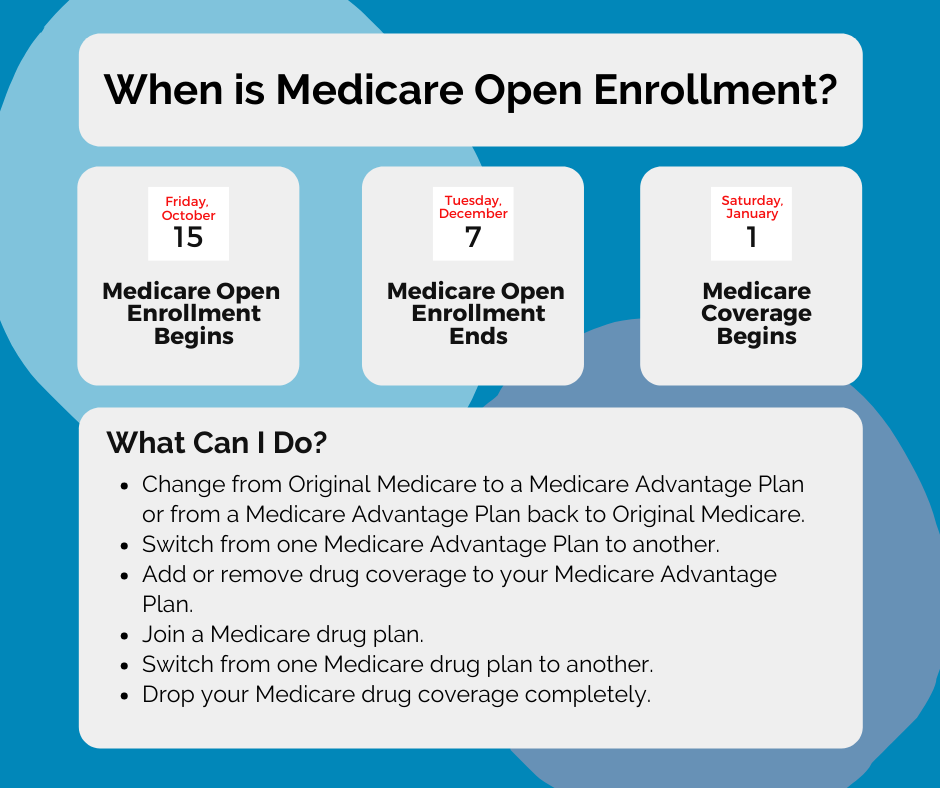 When is Medicare Open Enrollment?
Friday,
October
15
Medicare Open
Enrollment
Begins
Tuesday,
December
7
Medicare Open
Enrollment
Ends
Saturday,
January
1
Medicare
Coverage
Begins
What Can I Do?
• Change from Original Medicare to a Medicare Advantage Plan
or from a Medicare Advantage Plan back to Original Medicare.
• Switch from one Medicare Advantage Plan to another.
• Add or remove drug coverage to your Medicare Advantage
Plan.
• Join a Medicare drug plan.
• Switch from one Medicare drug plan to another.
• Drop your Medicare drug coverage completely.